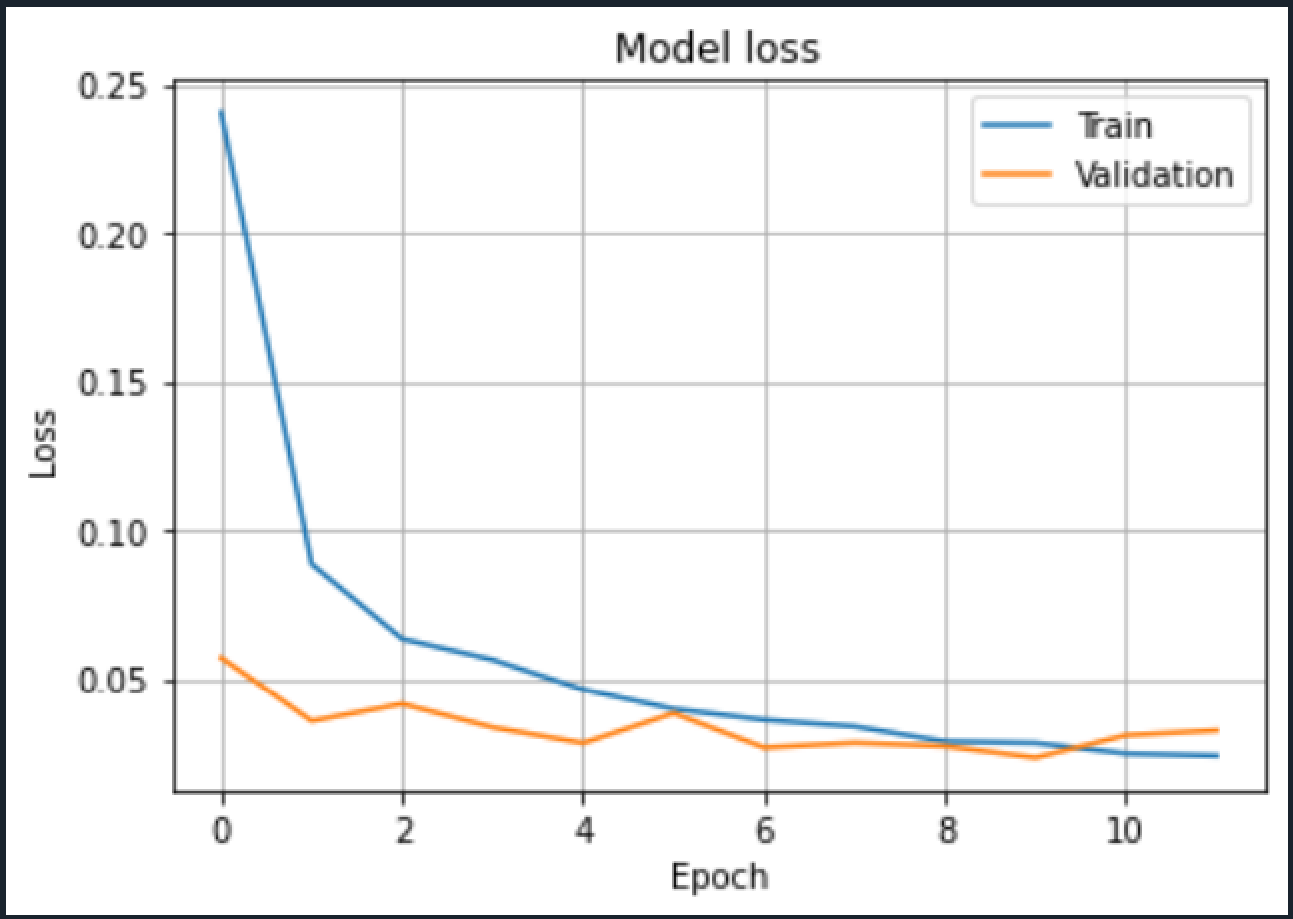 Model loss
0.25
0.20
0.15
0.10
0.05
Loss
Train
Validation
0 2 4 6 8 10
Epoch